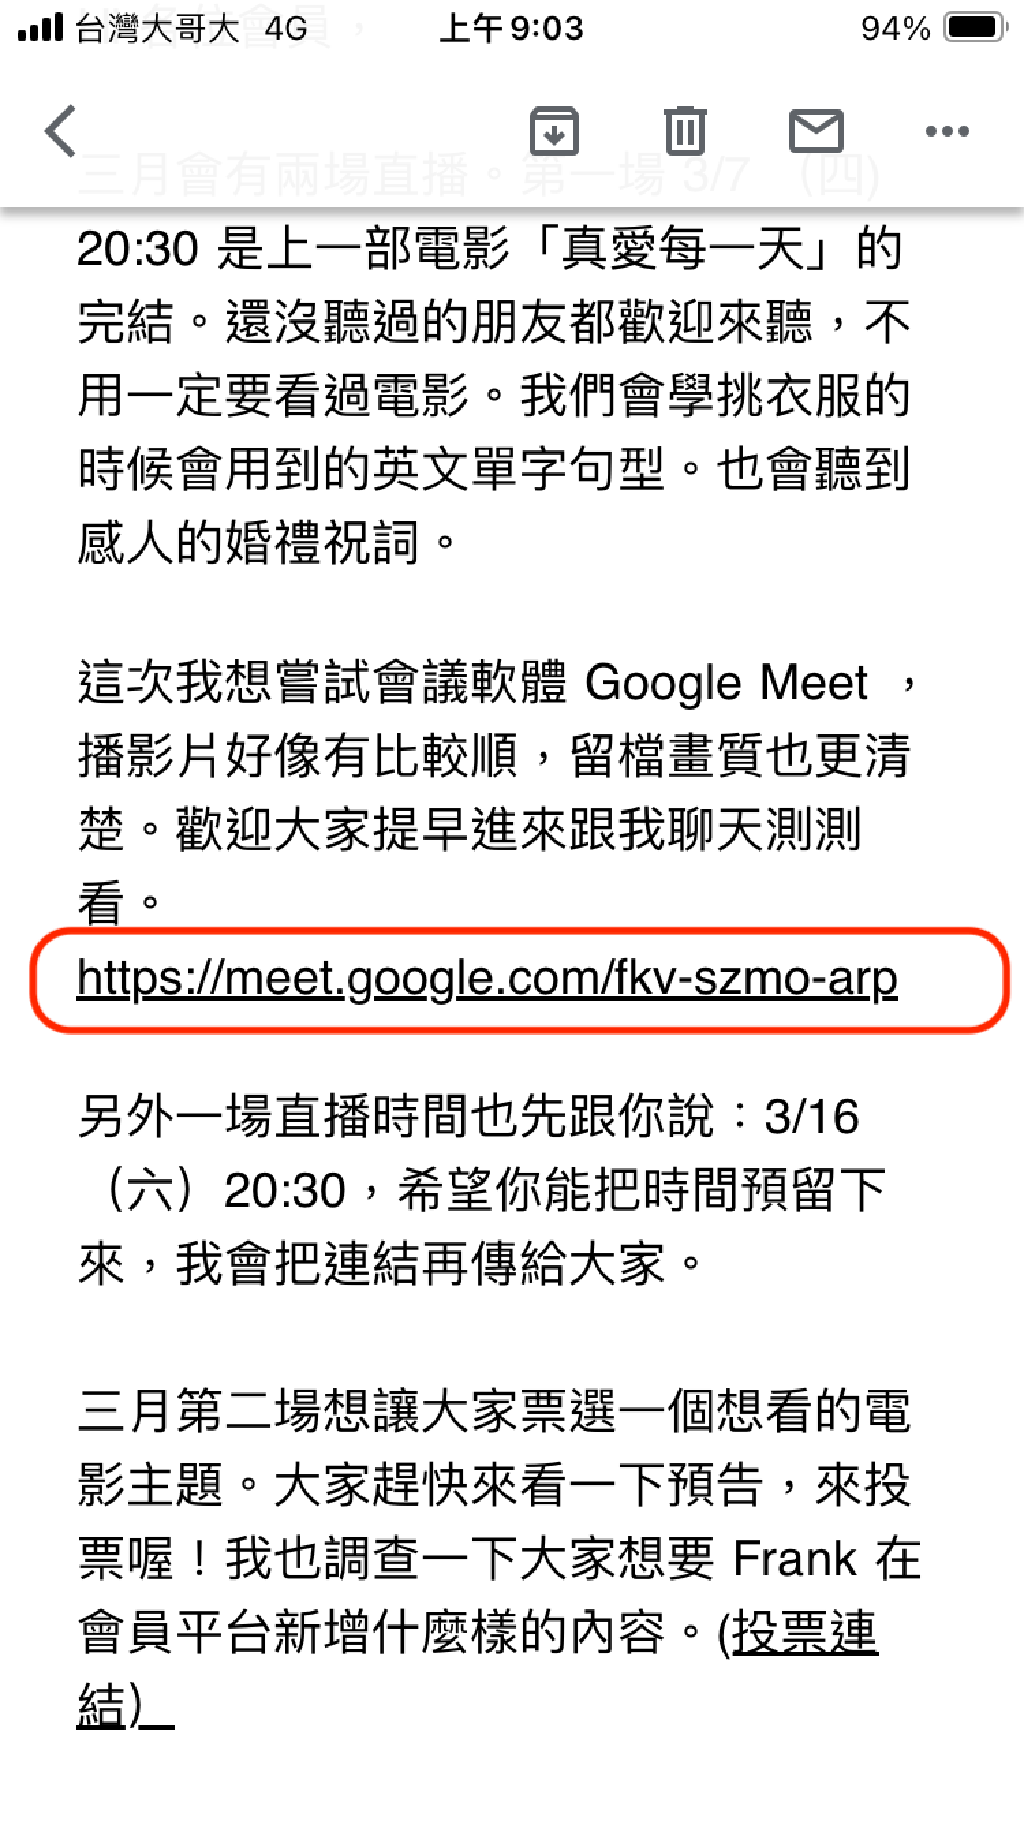 台灣大哥大 4G 上午9:03 94%
各位會員，
三月會有兩場直播。第一場 3/7 （四）
20:30 是上一部電影「真愛每一天」的
完結。還沒聽過的朋友都歡迎來聽，不
用一定要看過電影。我們會學挑衣服的
時候會用到的英文單字句型。也會聽到
感人的婚禮祝詞。
這次我想嘗試會議軟體 Google Meet ，
播影片好像有比較順，留檔畫質也更清
楚。歡迎大家提早進來跟我聊天測測
看。
https://meet.google.com/fkv-szmo-arp
另外一場直播時間也先跟你說：3/16
（六）20:30，希望你能把時間預留下
來，我會把連結再傳給大家。
三月第二場想讓大家票選一個想看的電
影主題。大家趕快來看一下預告，來投
票喔！我也調查一下大家想要 Frank 在
會員平台新增什麼樣的內容。(投票連
結)